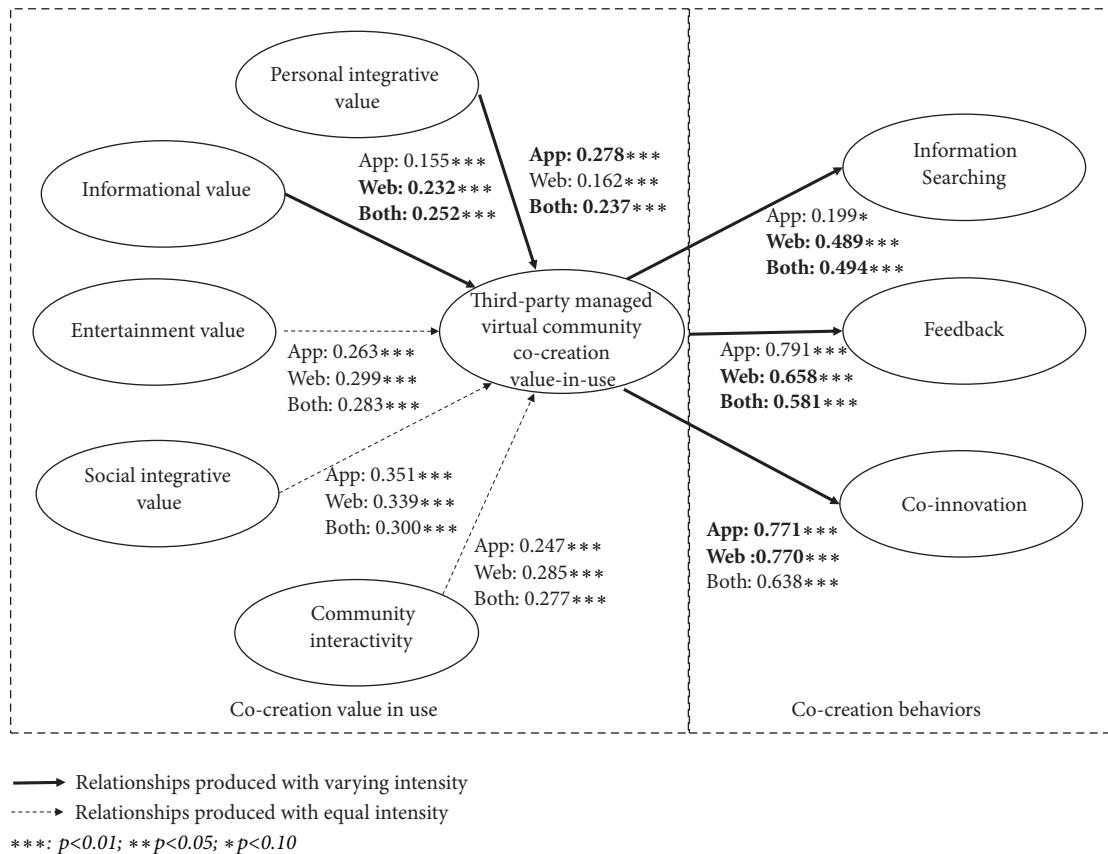 Personal integrative
value
App: 0.155∗∗∗
Web: 0.232∗∗∗
Both: 0.252∗∗∗
App: 0.278∗∗∗
Web: 0.162∗∗∗
Both: 0.237∗∗∗
Informational value
Information
Searching
App: 0.199∗
Web: 0.489∗∗∗
Both: 0.494∗∗∗
Entertainment value
App: 0.263∗∗∗
Web: 0.299∗∗∗
Both: 0.283∗∗∗
Third-party managed
virtual community
co-creation
value-in-use
Feedback
App: 0.791∗∗∗
Web: 0.658∗∗∗
Both: 0.581∗∗∗
Social integrative
value
App: 0.351∗∗∗
Web: 0.339∗∗∗
Both: 0.300∗∗∗
Co-innovation
App: 0.771∗∗∗
Web :0.770∗∗∗
Both: 0.638∗∗∗
App: 0.247∗∗∗
Web: 0.285∗∗∗
Both: 0.277∗∗∗
Community
interactivity
Co-creation value in use
Co-creation behaviors
Relationships produced with varying intensity
Relationships produced with equal intensity
∗∗∗: p<0.01; ∗∗ p<0.05; ∗ p<0.10